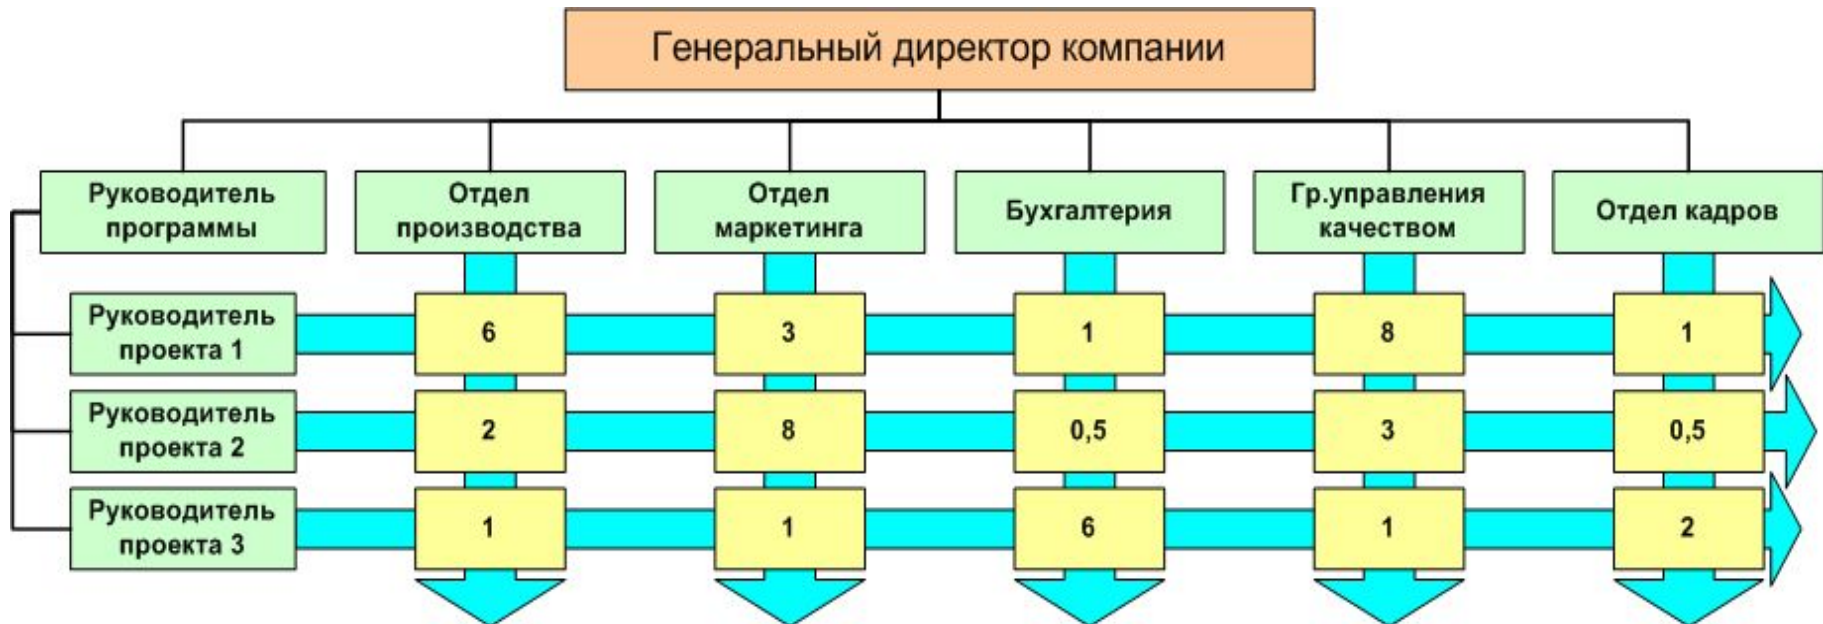 Генеральный директор компании
Руководитель
программы
Отдел
производства
Отдел
маркетинга
Бухгалтерия
Гр.управления
качеством
Отдел кадров
Руководитель
проекта 1
6
3
1
8
1
Руководитель
проекта 2
2
8
0,5
3
0,5
Руководитель
проекта 3
1
1
6
1
2